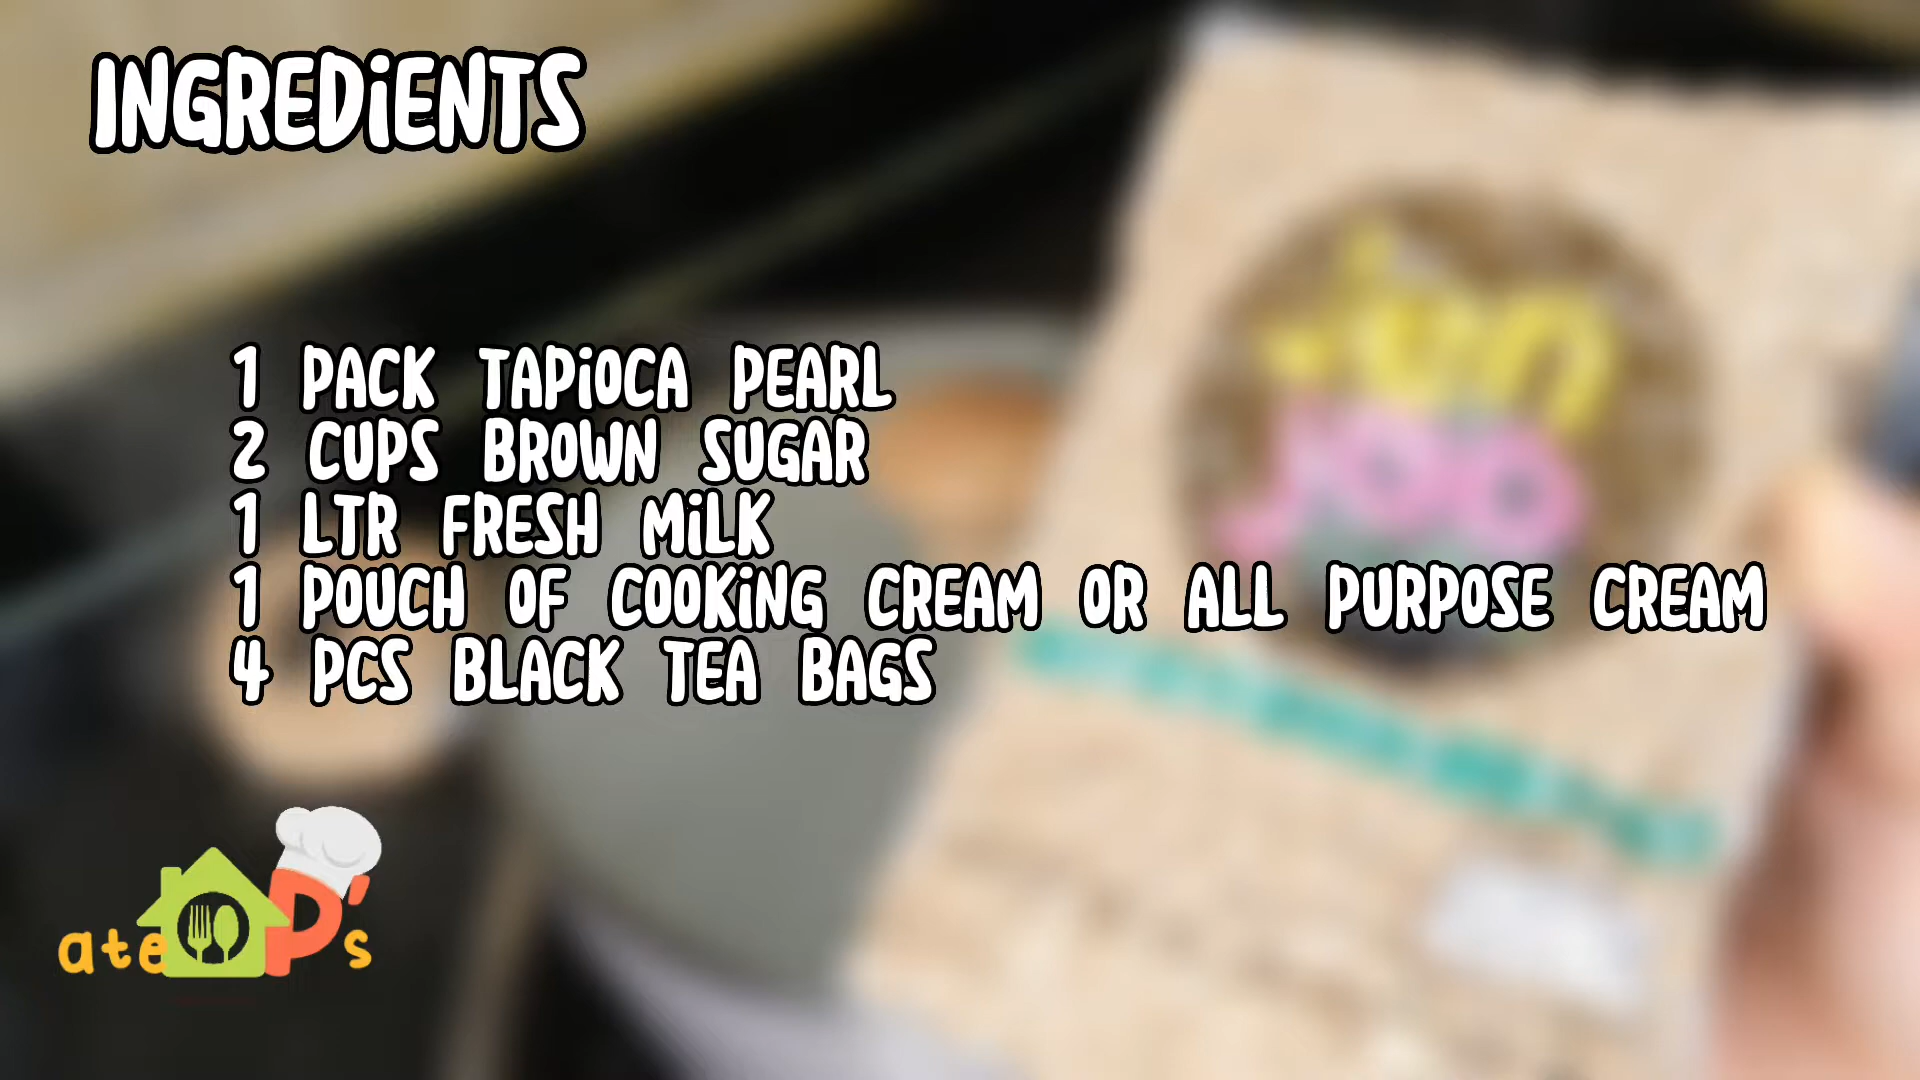 INGREDIENTS
1 PACK TAPIOCA PEARL
2 CUPS BROWN SUGAR
1 LTR FRESH MILK
1 POUCH OF COOKING CREAM OR ALL PURPOSE CREAM
4 PCS BLACK TEA BAGS
ate P's